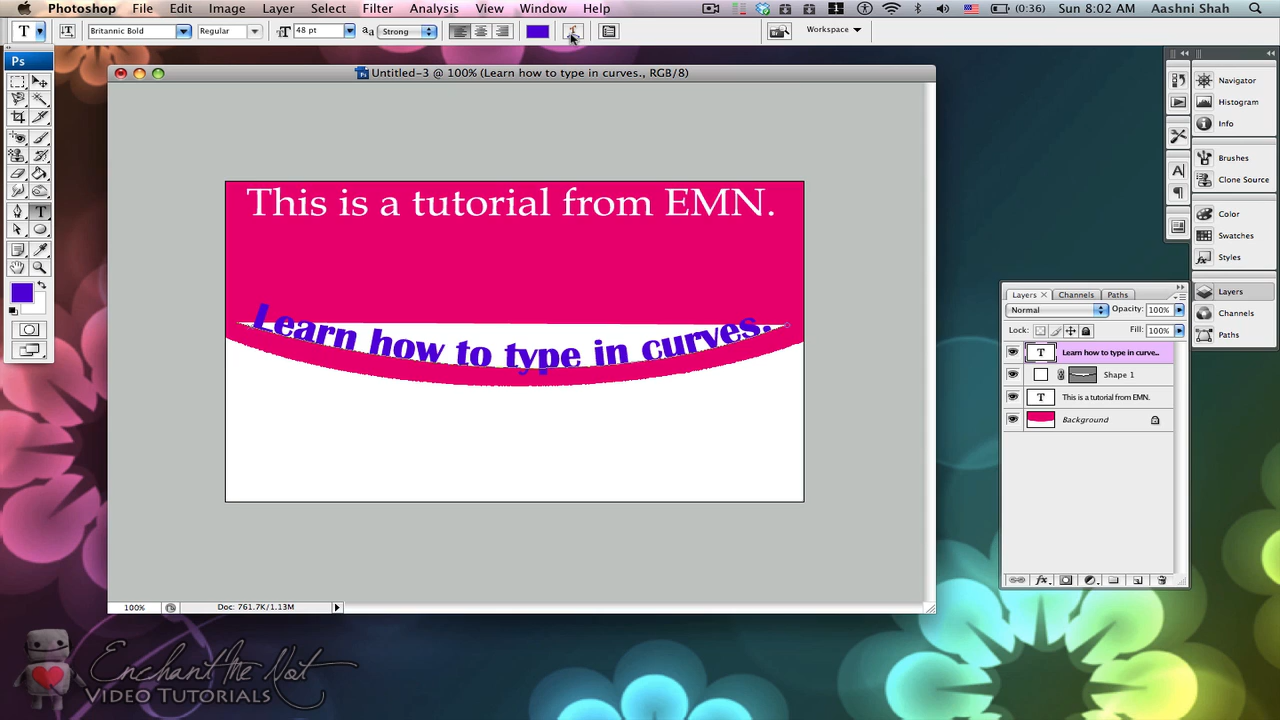 Photoshop File Edit Image Layer Select Filter Analysis View Window Help (0:36) Sun 8:02 AM Aashni Shah
T Britannic Bold Regular 48 pt Strong Workspace
Ps
Untitled-3 @ 100% (Learn how to type in curves., RGB/8)
This is a tutorial from EMN.
Learn how to type in curves.
100% Doc: 761.7K/1.13M
Navigator
Histogram
Info
Brushes
Clone Source
Color
Swatches
Styles
Layers
Channels
Paths
Layers Channels Paths
Normal Opacity: 100%
Lock: Fill: 100%
T Learn how to type in curve...
Shape 1
T This is a tutorial from EMN.
Background
Enchant the Not
VIDEO TUTORIALS